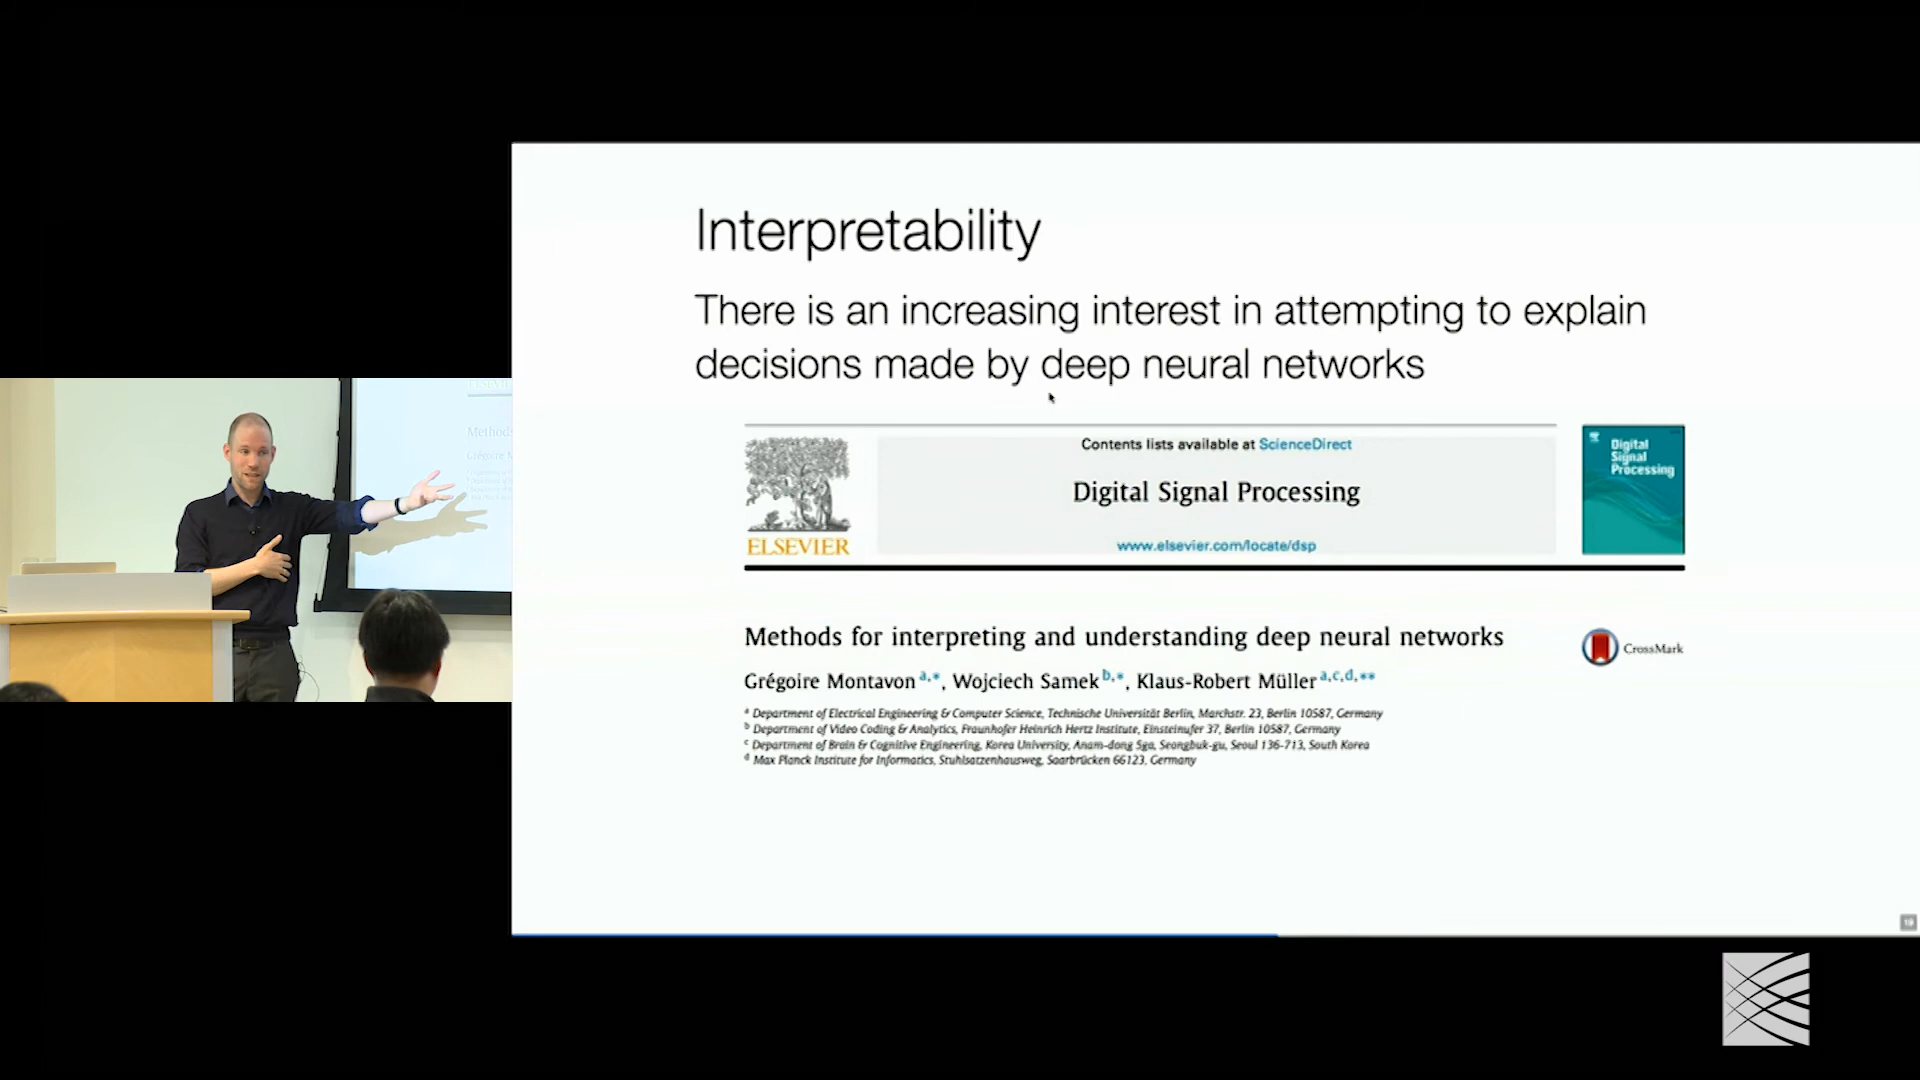 Interpretability
There is an increasing interest in attempting to explain
decisions made by deep neural networks
Contents lists available at ScienceDirect
Digital Signal Processing
www.elsevier.com/locate/dsp
ELSEVIER
Digital
Signal
Processing
Methods for interpreting and understanding deep neural networks
CrossMark
Grégoire Montavon a,*, Wojciech Samek b,*, Klaus-Robert Müller a,c,d,**
a Department of Electrical Engineering & Computer Science, Technische Universität Berlin, Marchstr. 23, Berlin 10587, Germany
b Department of Video Coding & Analytics, Fraunhofer Heinrich Hertz Institute, Einsteinufer 37, Berlin 10587, Germany
c Department of Brain & Cognitive Engineering, Korea University, Anam-dong 5ga, Seongbuk-gu, Seoul 136-713, South Korea
d Max Planck Institute for Informatics, Stuhlsatzenhausweg, Saarbrücken 66123, Germany
19
Methods
Grégoire M